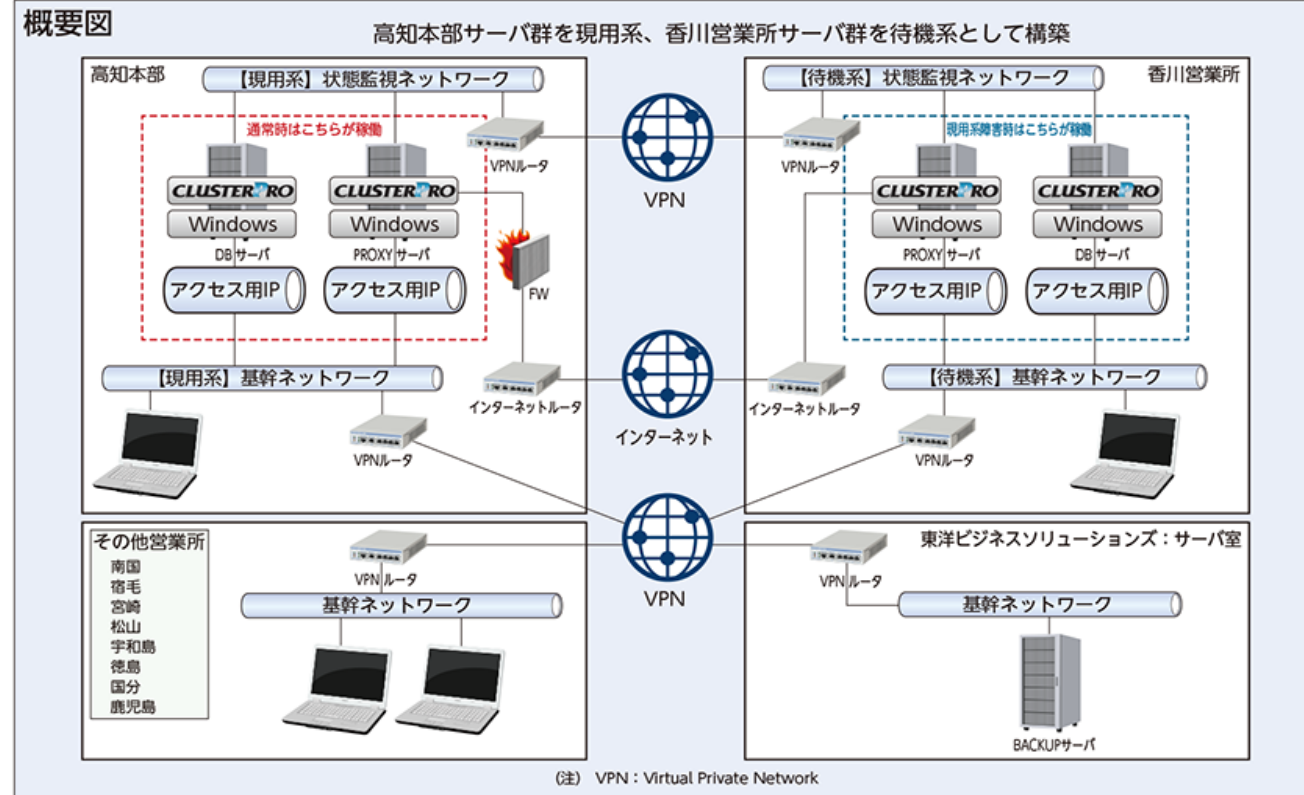 概要図
高知本部サーバ群を現用系、香川営業所サーバ群を待機系として構築
高知本部
【現用系】状態監視ネットワーク
通常時はこちらが稼働
VPNルータ
CLUSTERPRO
CLUSTERPRO
Windows
Windows
DBサーバ
PROXYサーバ
FW
アクセス用IP
アクセス用IP
【現用系】基幹ネットワーク
インターネットルータ
VPNルータ
VPN
インターネット
VPN
香川営業所
【待機系】状態監視ネットワーク
現用系障害時はこちらが稼働
VPNルータ
CLUSTERPRO
CLUSTERPRO
Windows
Windows
PROXYサーバ
DBサーバ
アクセス用IP
アクセス用IP
【待機系】基幹ネットワーク
インターネットルータ
VPNルータ
その他営業所
南国
宿毛
宮崎
松山
宇和島
徳島
国分
鹿児島
VPNルータ
基幹ネットワーク
東洋ビジネスソリューションズ：サーバ室
VPNルータ
基幹ネットワーク
BACKUPサーバ
（注） VPN：Virtual Private Network